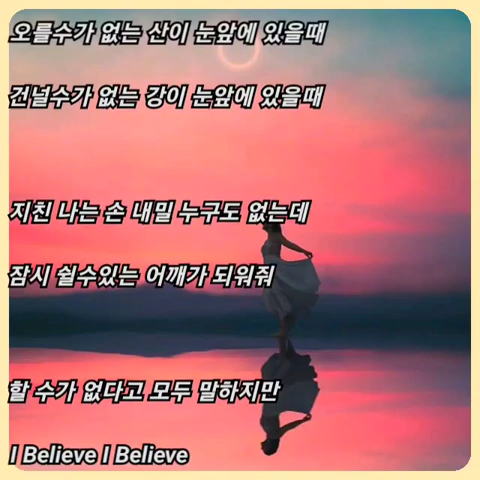 오를수가 없는 산이 눈앞에 있을때
건널수가 없는 강이 눈앞에 있을때
지친 나는 손 내밀 누구도 없는데
잠시 쉴수있는 어깨가 되워줘
할 수가 없다고 모두 말하지만
I Believe I Believe